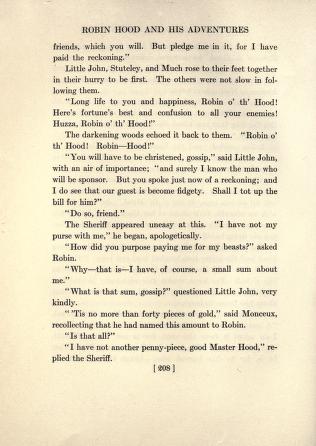 ROBIN HOOD AND HIS ADVENTURES
friends, which you will. But pledge me in it, for I have
paid the reckoning."
Little John, Stuteley, and Much rose to their feet together
in their hurry to be first. The others were not slow in fol-
lowing them.
"Long life to you and happiness, Robin o' th' Hood!
Here's fortune's best and confusion to all your enemies!
Huzza, Robin o' th' Hood!"
The darkening woods echoed it back to them. "Robin o'
th' Hood! Robin—Hood!"
"You will have to be christened, gossip," said Little John,
with an air of importance; "and surely I know the man who
will be sponsor. But you spoke just now of a reckoning; and
I do see that our guest is become fidgety. Shall I tot up the
bill for him?"
"Do so, friend."
The Sheriff appeared uneasy at this. "I have not my
purse with me," he began, apologetically.
"How did you purpose paying me for my beasts?" asked
Robin.
"Why—that is—I have, of course, a small sum about
me."
"What is that sum, gossip?" questioned Little John, very
kindly.
"'Tis no more than forty pieces of gold," said Monceux,
recollecting that he had named this amount to Robin.
"Is that all?"
"I have not another penny-piece, good Master Hood," re-
plied the Sheriff.
[ 208 ]